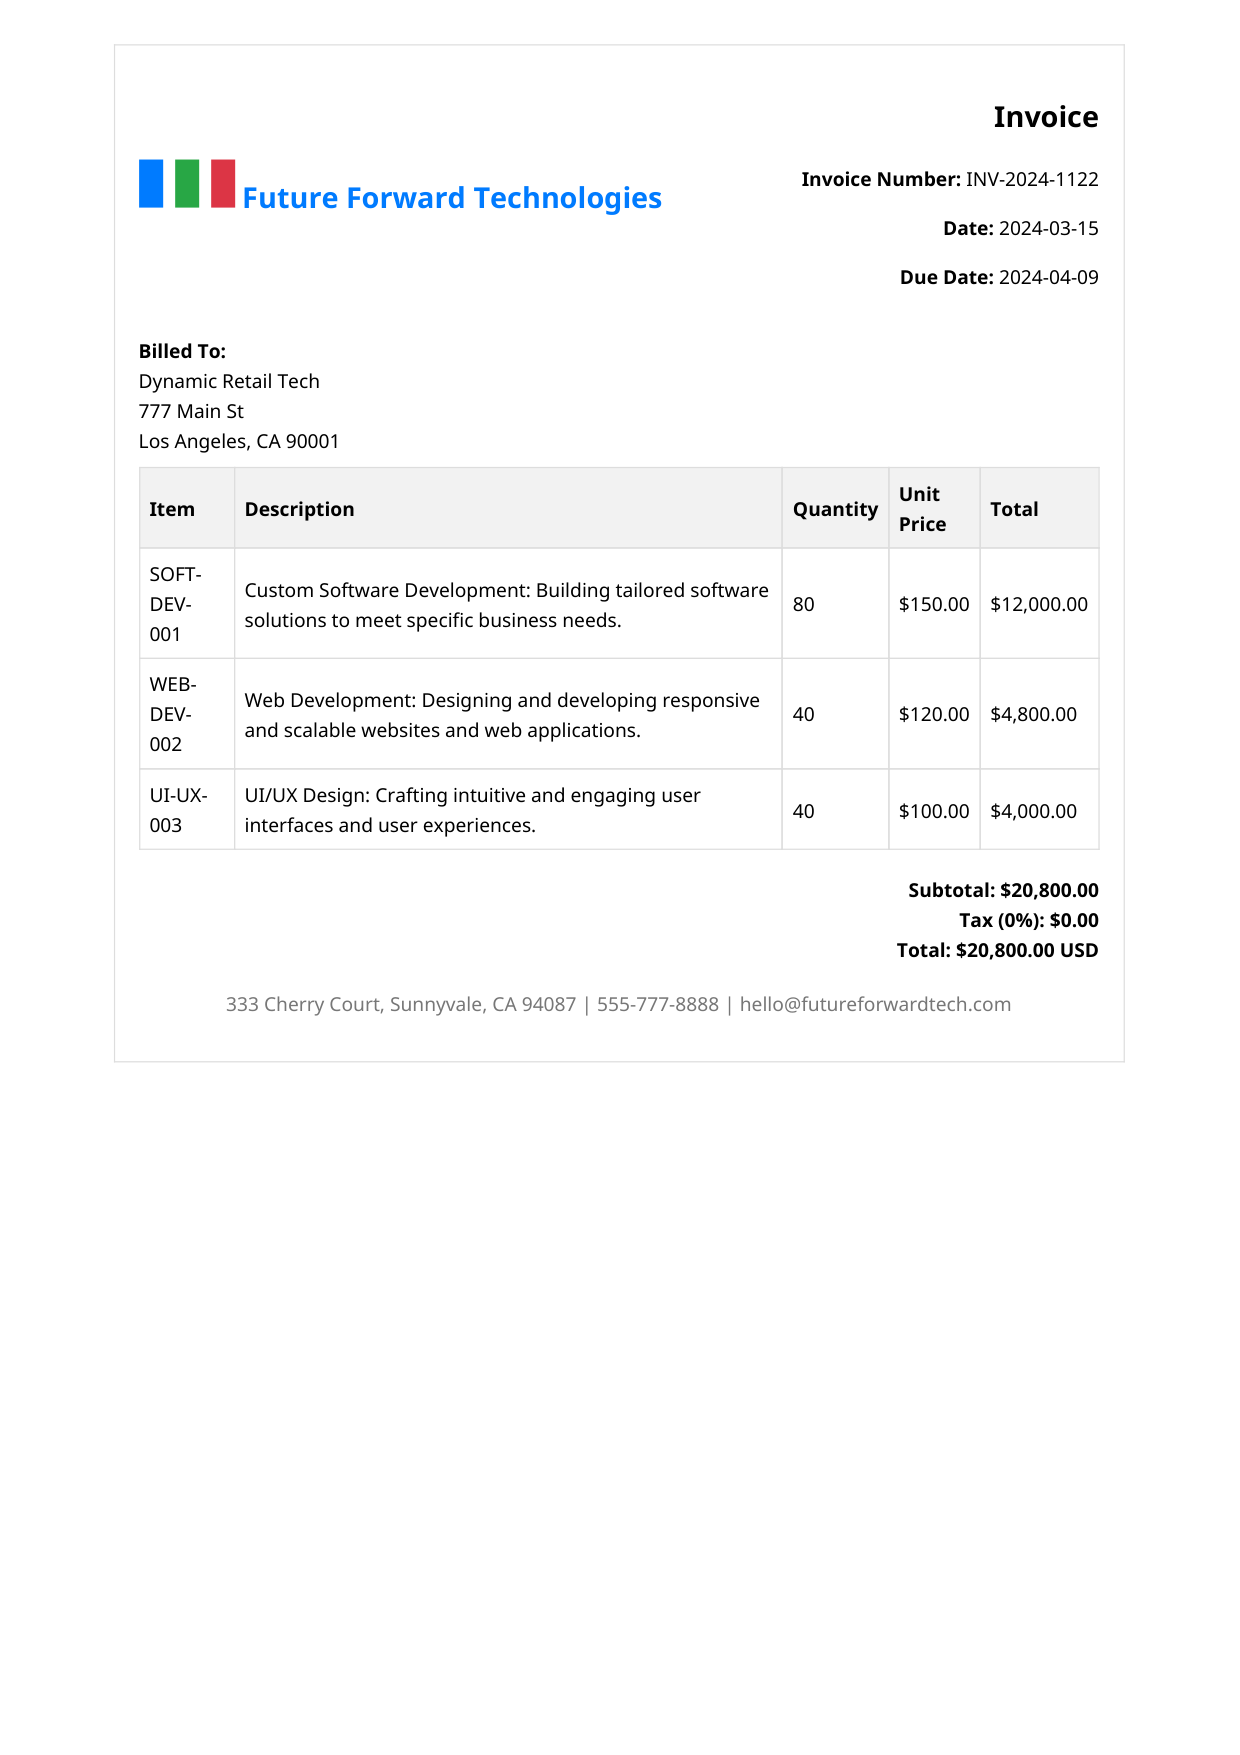 Invoice
Future Forward Technologies
Invoice Number: INV-2024-1122
Date: 2024-03-15
Due Date: 2024-04-09
Billed To:
Dynamic Retail Tech
777 Main St
Los Angeles, CA 90001
Item Description Quantity Unit Price Total
SOFT-
DEV-
001
Custom Software Development: Building tailored software
solutions to meet specific business needs.
80 $150.00 $12,000.00
WEB-
DEV-
002
Web Development: Designing and developing responsive
and scalable websites and web applications.
40 $120.00 $4,800.00
UI-UX-
003
UI/UX Design: Crafting intuitive and engaging user
interfaces and user experiences.
40 $100.00 $4,000.00
Subtotal: $20,800.00
Tax (0%): $0.00
Total: $20,800.00 USD
333 Cherry Court, Sunnyvale, CA 94087 | 555-777-8888 | hello@futureforwardtech.com